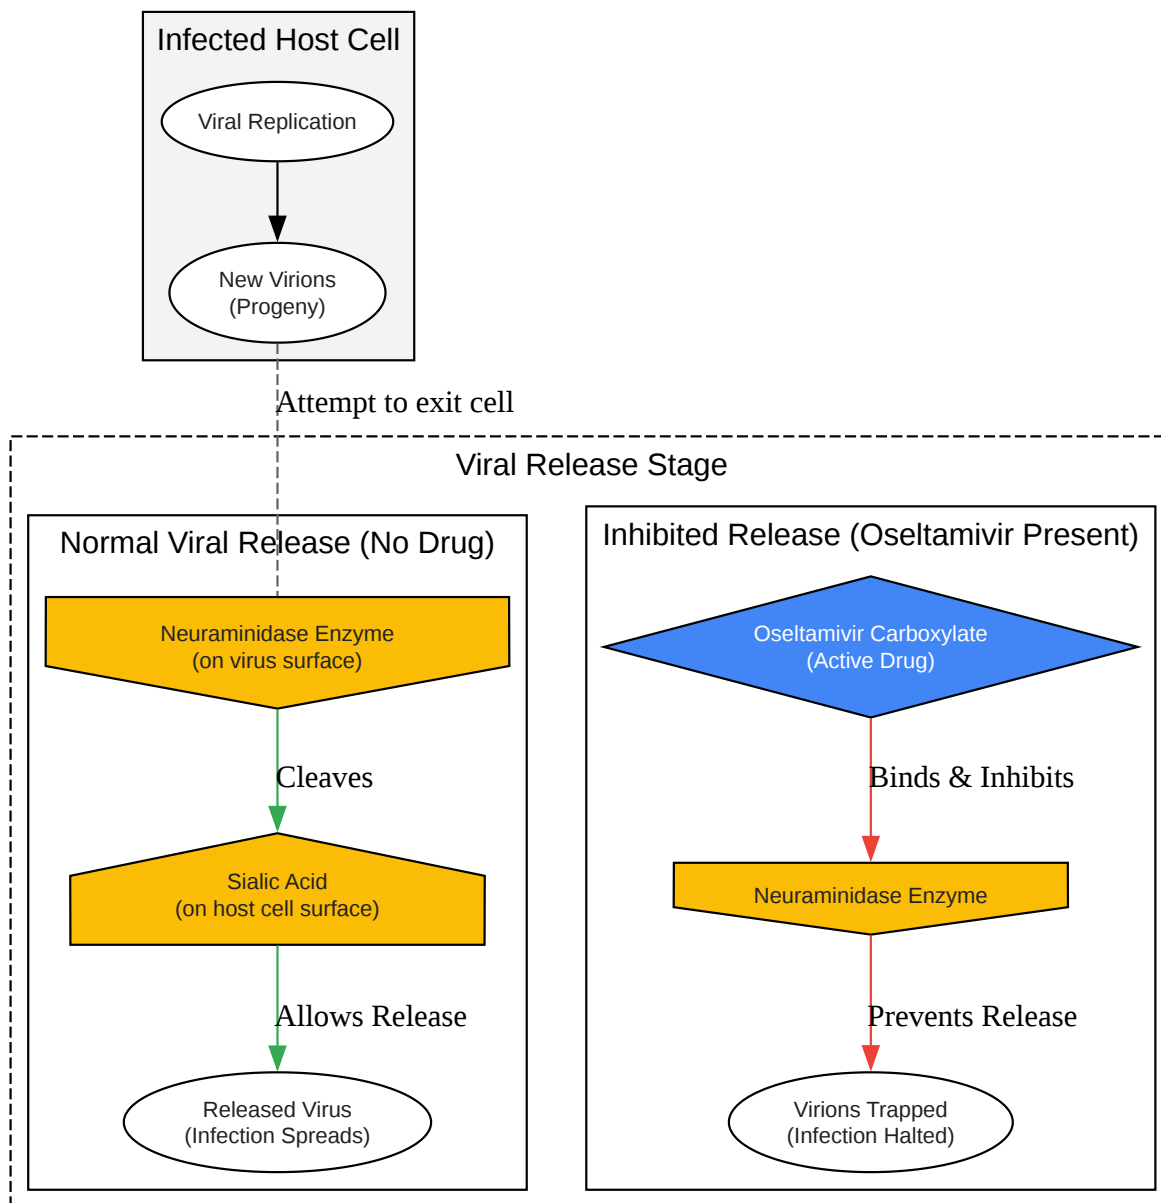 Infected Host Cell
Viral Replication
New Virions
(Progeny)
Attempt to exit cell
Viral Release Stage
Normal Viral Release (No Drug)
Neuraminidase Enzyme
(on virus surface)
Cleaves
Sialic Acid
(on host cell surface)
Allows Release
Released Virus
(Infection Spreads)
Inhibited Release (Oseltamivir Present)
Oseltamivir Carboxylate
(Active Drug)
Binds & Inhibits
Neuraminidase Enzyme
Prevents Release
Virions Trapped
(Infection Halted)